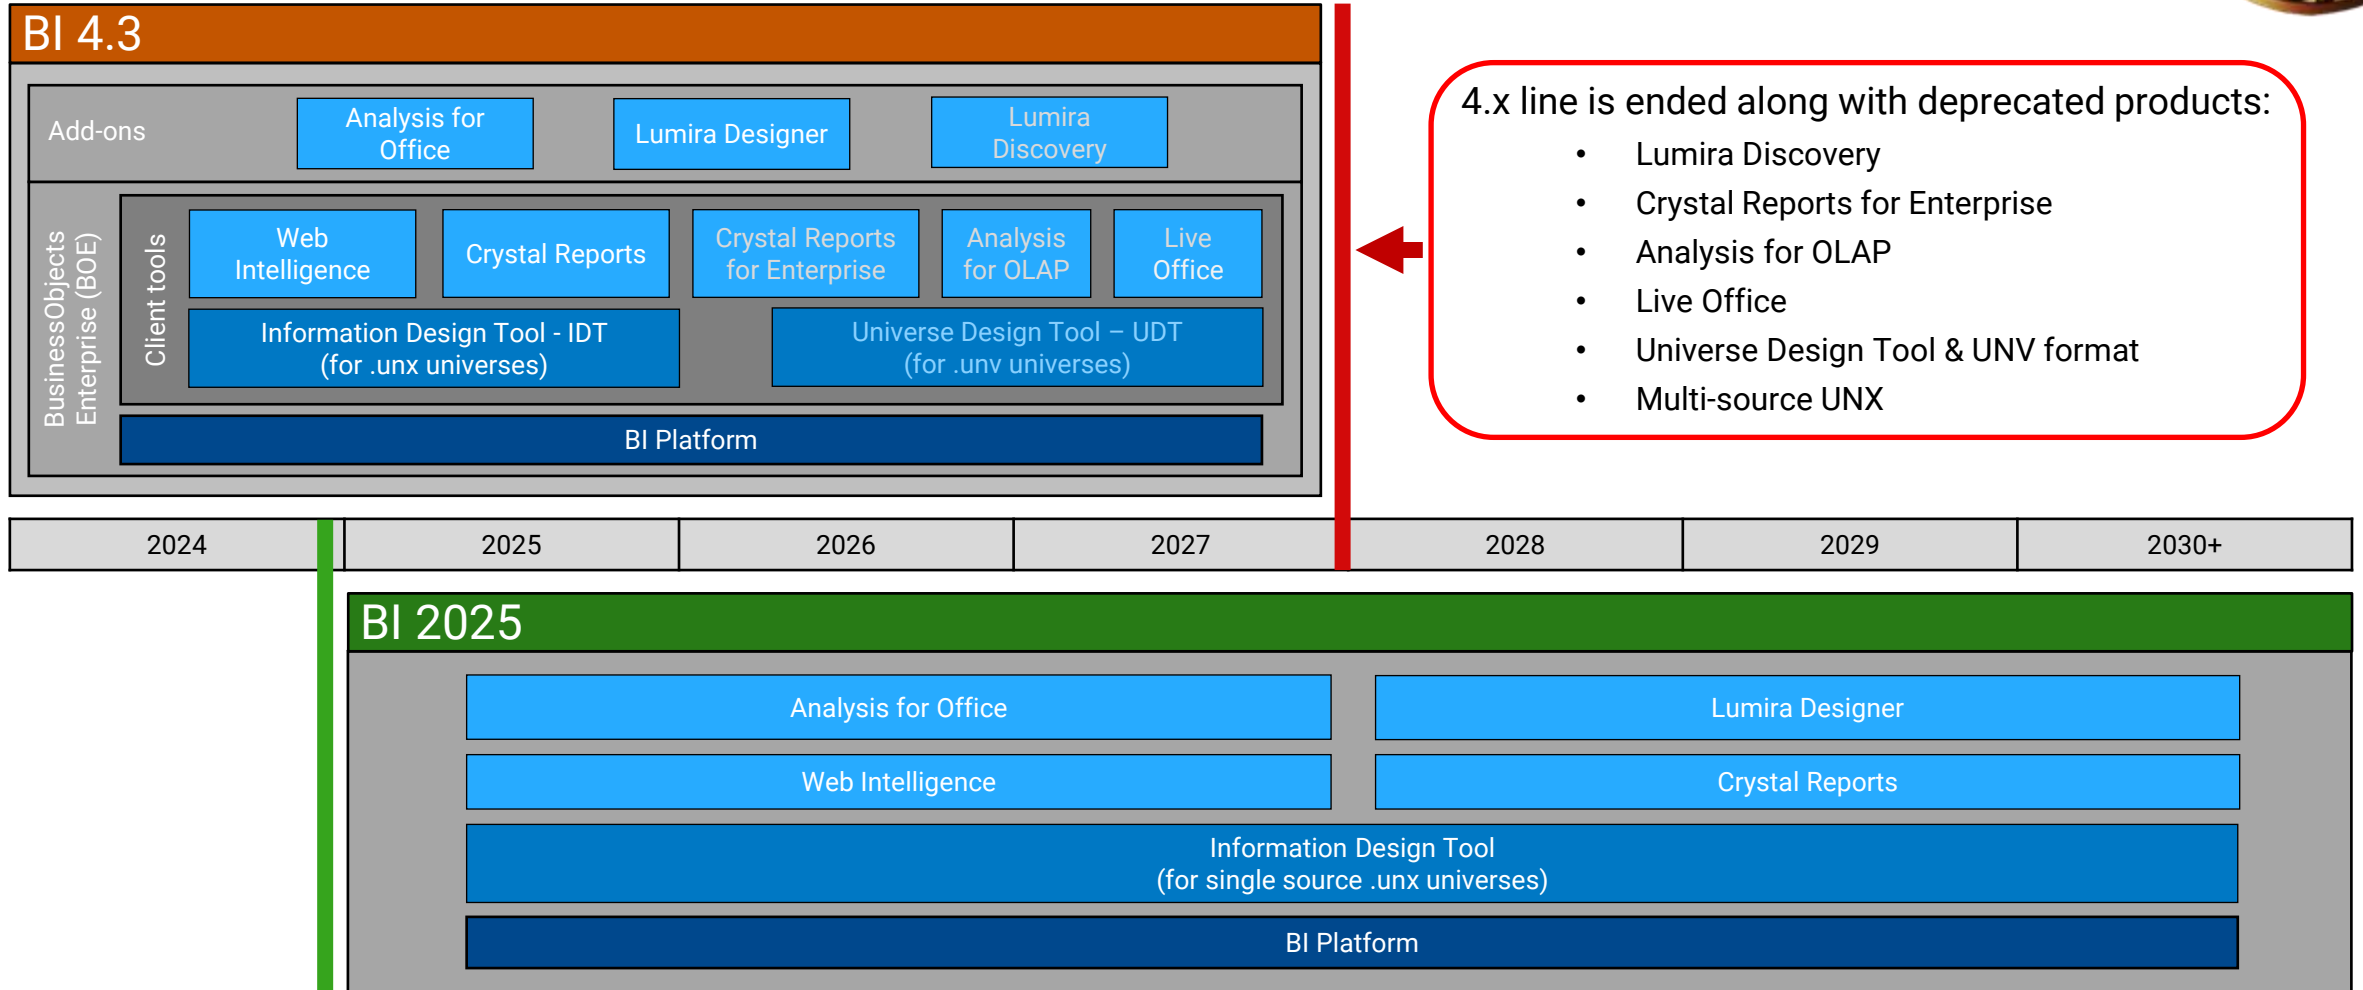 BI 4.3
Add-ons
Analysis for
Office
Lumira Designer
Lumira
Discovery
BusinessObjects
Enterprise (BOE)
Client tools
Web
Intelligence
Crystal Reports
Crystal Reports
for Enterprise
Analysis
for OLAP
Live
Office
Information Design Tool - IDT
(for .unx universes)
Universe Design Tool – UDT
(for .unv universes)
BI Platform
4.x line is ended along with deprecated products:
• Lumira Discovery
• Crystal Reports for Enterprise
• Analysis for OLAP
• Live Office
• Universe Design Tool & UNV format
• Multi-source UNX
2024
2025
2026
2027
2028
2029
2030+
BI 2025
Analysis for Office
Lumira Designer
Web Intelligence
Crystal Reports
Information Design Tool
(for single source .unx universes)
BI Platform